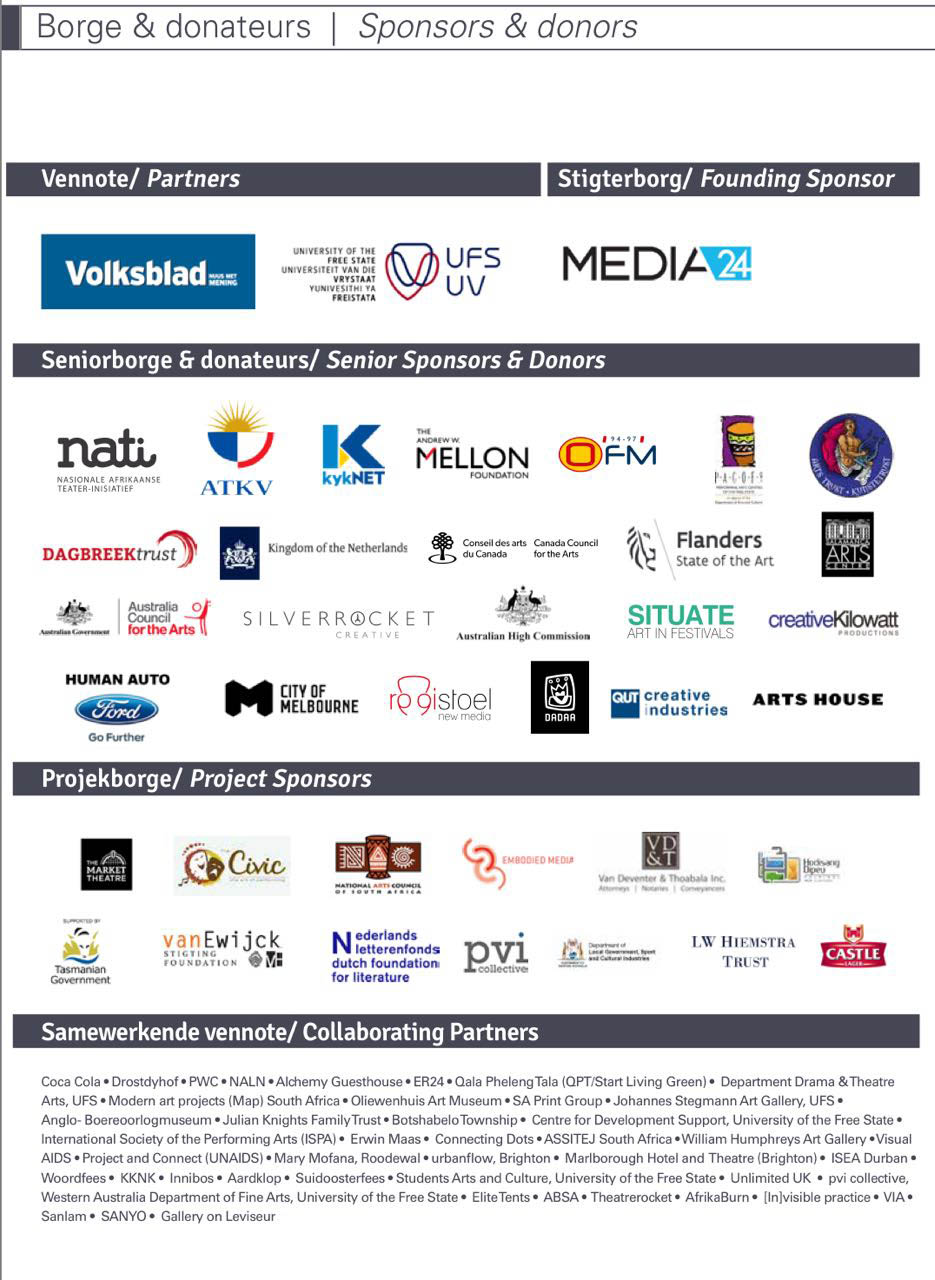 Borge & donateurs | Sponsors & donors
Vennote/ Partners
Stigterborg/ Founding Sponsor
Volksblad NUUS MET MENING
UNIVERSITY OF THE
FREE STATE
UNIVERSITEIT VAN DIE
VRYSTAAT
YUNIVESITHI YA
FREISTATA
UFS
UV
MEDIA24
Seniorborge & donateurs/ Senior Sponsors & Donors
nati
NASIONALE AFRIKAANSE
TEATER-INISIATIEF
ATKV
K
kykNET
THE
ANDREW W.
MELLON
FOUNDATION
94-97
OFM
P·A·C·O·F·S
ARTS TRUST · KUNSTETRUST
DAGBREEKtrust
Kingdom of the Netherlands
Conseil des arts
du Canada
Canada Council
for the Arts
Flanders
State of the Art
ARTS
CENTRE
Australian Government
Australia
Council
for the Arts
SILVERROCKET
CREATIVE
Australian High Commission
SITUATE
ART IN FESTIVALS
creativeKilowatt
PRODUCTIONS
HUMAN AUTO
Ford
Go Further
CITY OF
MELBOURNE
rooistoel
new media
DADAA
QUT creative
industries
ARTS HOUSE
Projekborge/ Project Sponsors
THE
MARKET
THEATRE
Civic
NAC
NATIONAL ARTS COUNCIL
OF SOUTH AFRICA
EMBODIED MEDIA
VD
&T
Van Deventer & Thoabala Inc.
Attorneys | Notaries | Conveyancers
Hodisang
Dipeu
SUPPORTED BY
Tasmanian
Government
vanEwijck
STIGTING
FOUNDATION
Nederlands
letterenfonds
dutch foundation
for literature
pvi
collective
Department of
Local Government, Sport
and Cultural Industries
LW HIEMSTRA
TRUST
CASTLE
LAGER
Samewerkende vennote/ Collaborating Partners
Coca Cola • Drostdyhof • PWC • NALN • Alchemy Guesthouse • ER24 • Qala Pheleng Tala (QPT/Start Living Green) • Department Drama & Theatre
Arts, UFS • Modern art projects (Map) South Africa • Oliewenhuis Art Museum • SA Print Group • Johannes Stegmann Art Gallery, UFS •
Anglo- Boereoorlogmuseum • Julian Knights Family Trust • Botshabelo Township • Centre for Development Support, University of the Free State •
International Society of the Performing Arts (ISPA) • Erwin Maas • Connecting Dots • ASSITEJ South Africa • William Humphreys Art Gallery • Visual
AIDS • Project and Connect (UNAIDS) • Mary Mofana, Roodewal • urbanflow, Brighton • Marlborough Hotel and Theatre (Brighton) • ISEA Durban •
Woordfees • KKNK • Innibos • Aardklop • Suidoosterfees • Students Arts and Culture, University of the Free State • Unlimited UK • pvi collective,
Western Australia Department of Fine Arts, University of the Free State • Elite Tents • ABSA • Theatrerocket • AfrikaBurn • [In]visible practice • VIA •
Sanlam • SANYO • Gallery on Leviseur